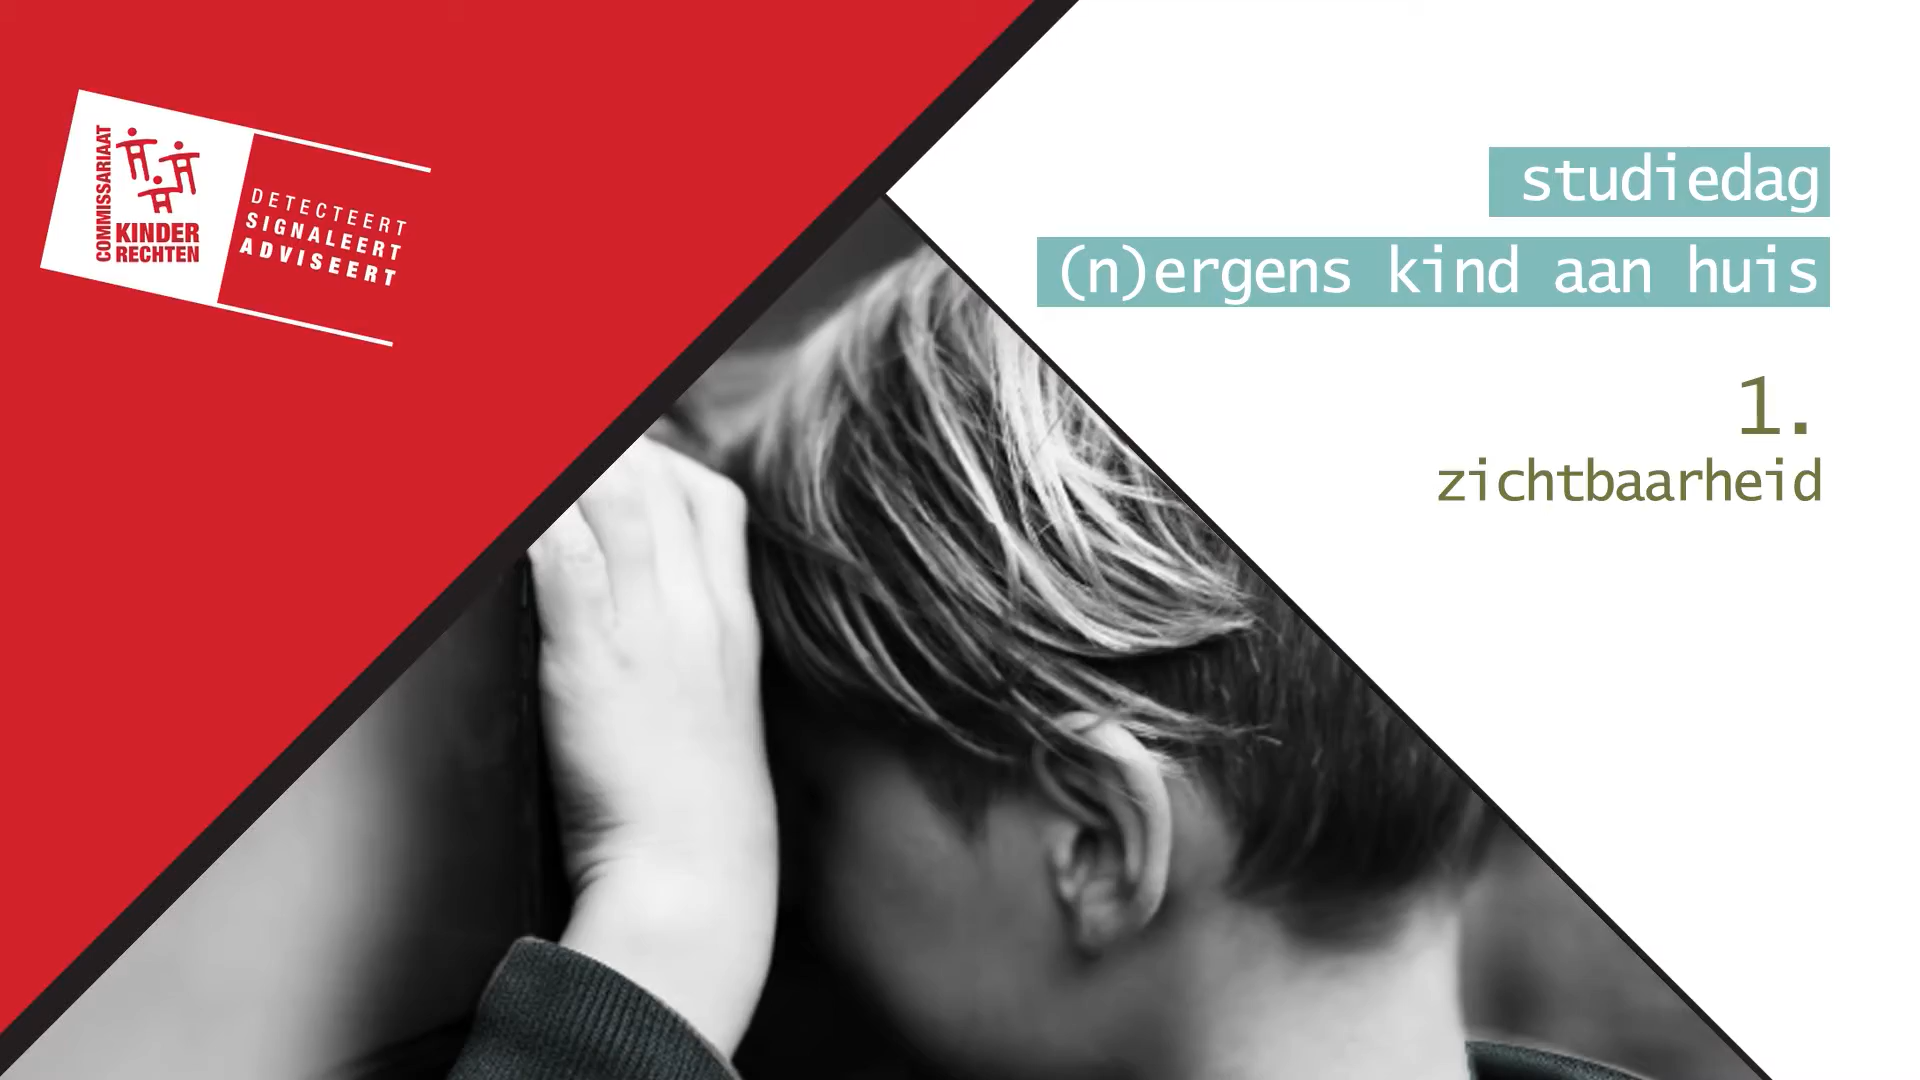 COMMISSARIAAT
KINDER
RECHTEN
DETECTEERT
SIGNALEERT
ADVISEERT
studiedag
(n)ergens kind aan huis
1.
zichtbaarheid